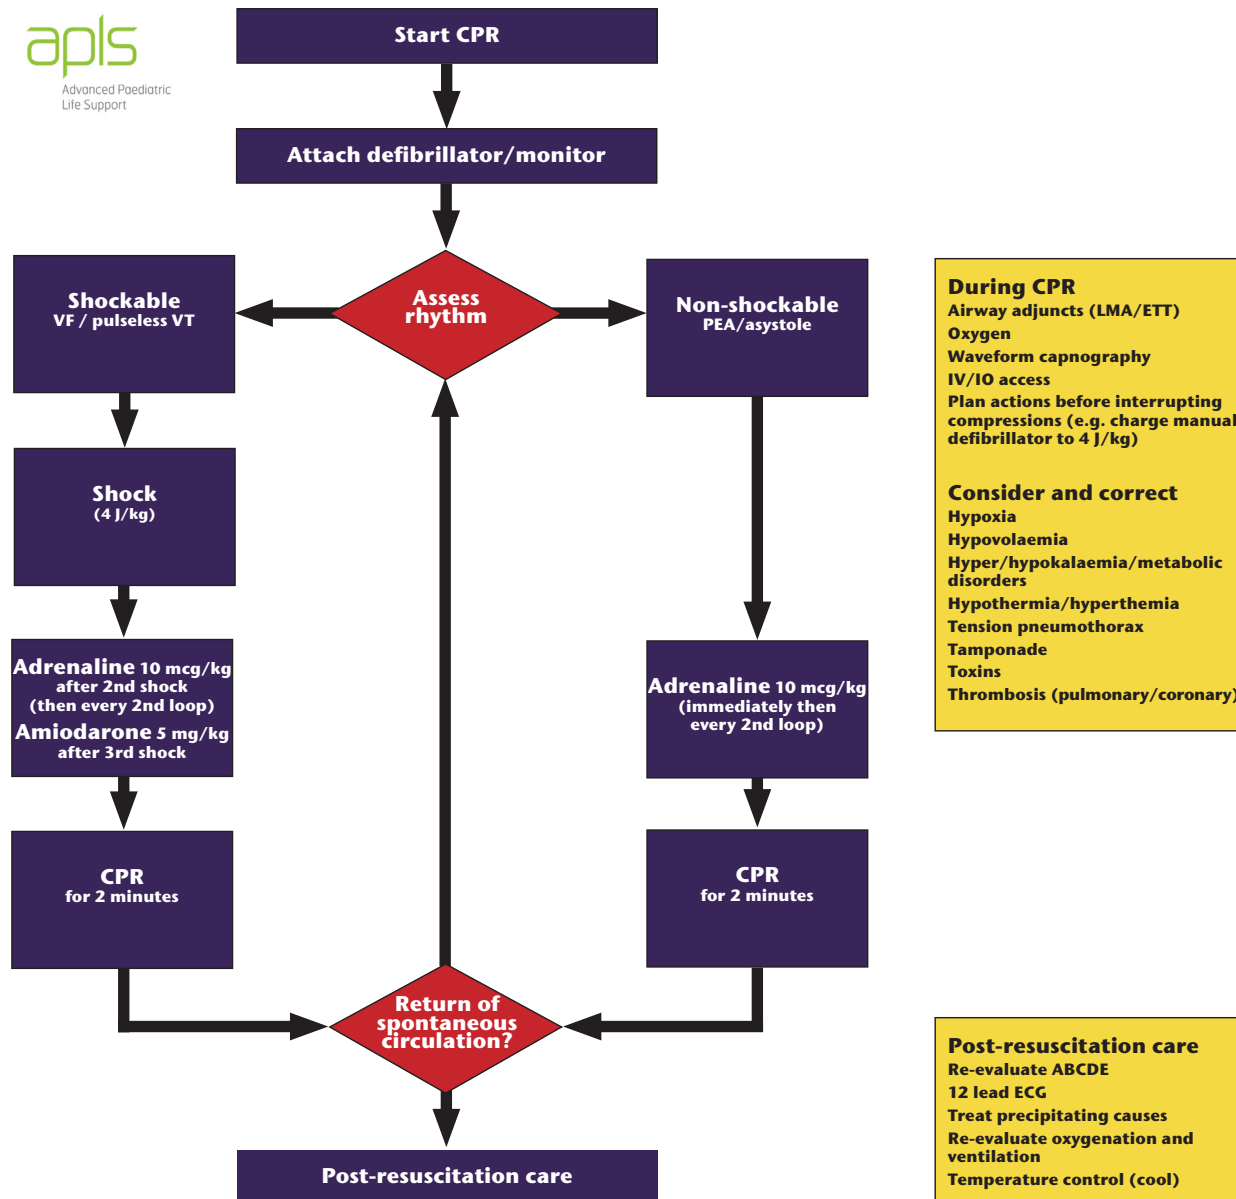 apls
Advanced Paediatric
Life Support
Start CPR
Attach defibrillator/monitor
Assess
rhythm
Shockable
VF / pulseless VT
Non-shockable
PEA/asystole
Shock
(4 J/kg)
Adrenaline 10 mcg/kg
after 2nd shock
(then every 2nd loop)
Amiodarone 5 mg/kg
after 3rd shock
Adrenaline 10 mcg/kg
(immediately then
every 2nd loop)
CPR
for 2 minutes
CPR
for 2 minutes
Return of
spontaneous
circulation?
Post-resuscitation care
During CPR
Airway adjuncts (LMA/ETT)
Oxygen
Waveform capnography
IV/IO access
Plan actions before interrupting
compressions (e.g. charge manual
defibrillator to 4 J/kg)
Consider and correct
Hypoxia
Hypovolaemia
Hyper/hypokalaemia/metabolic
disorders
Hypothermia/hyperthemia
Tension pneumothorax
Tamponade
Toxins
Thrombosis (pulmonary/coronary)
Post-resuscitation care
Re-evaluate ABCDE
12 lead ECG
Treat precipitating causes
Re-evaluate oxygenation and
ventilation
Temperature control (cool)